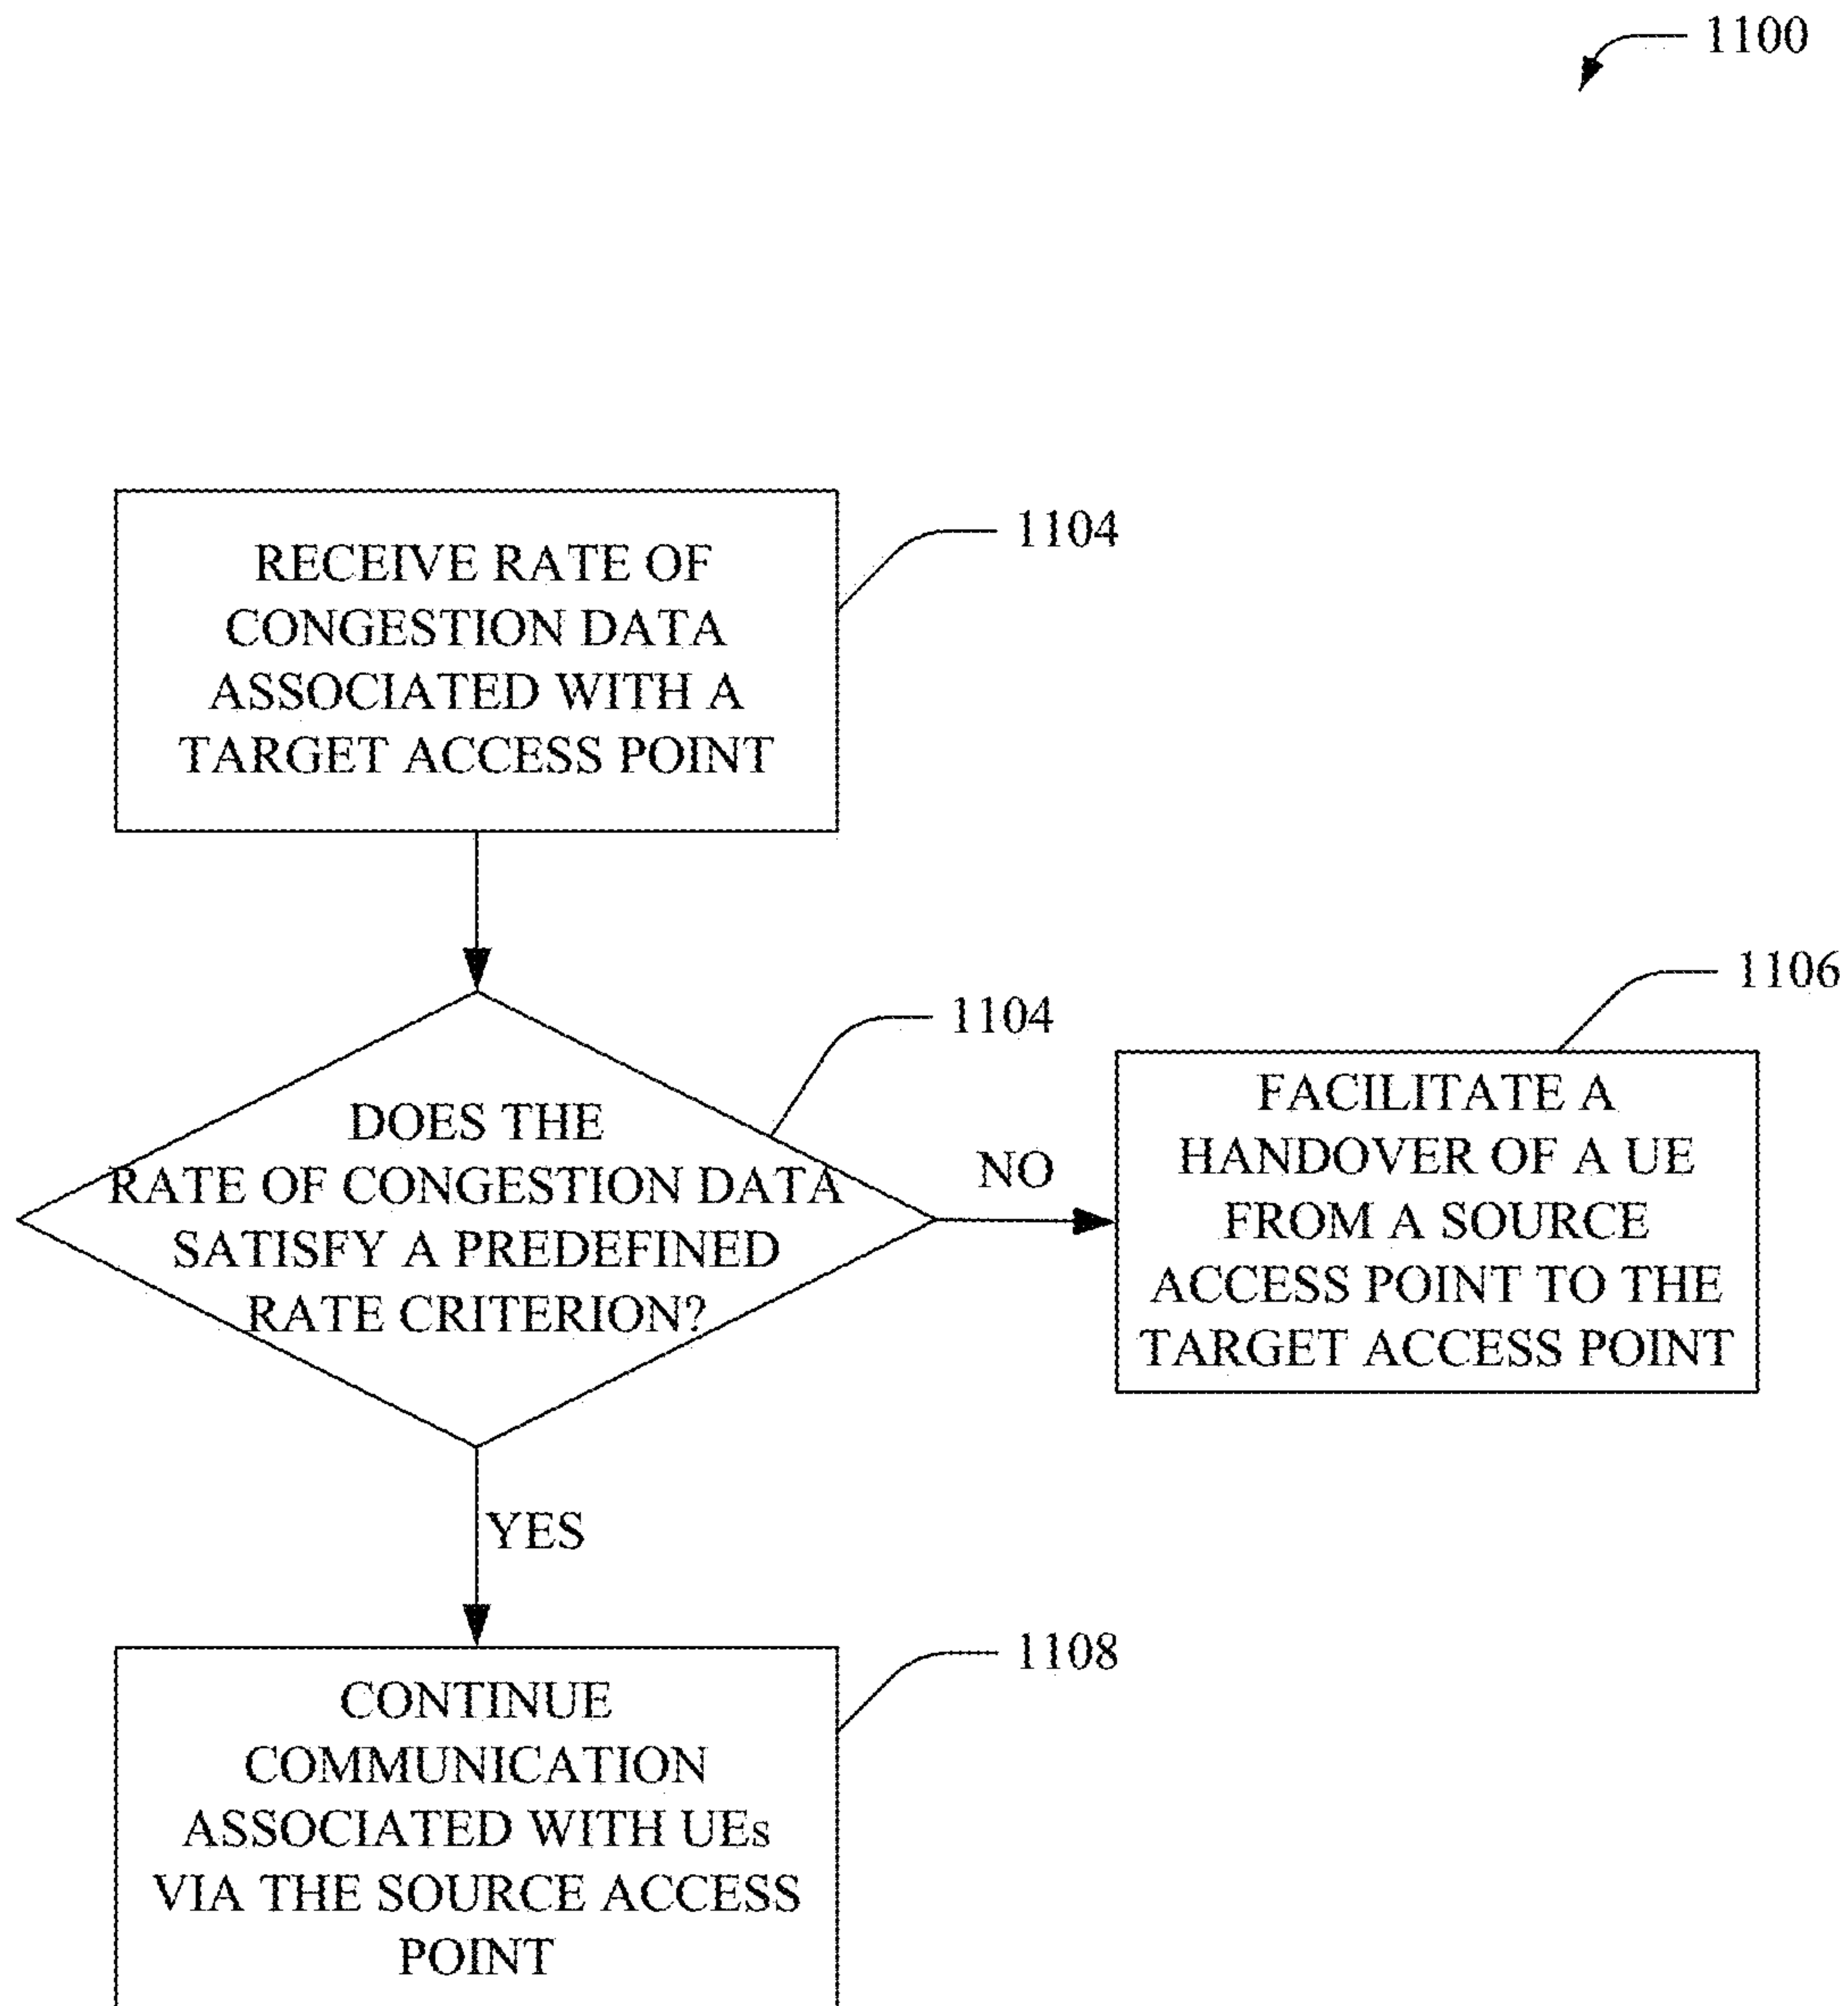 1100
RECEIVE RATE OF
CONGESTION DATA
ASSOCIATED WITH A
TARGET ACCESS POINT
1104
DOES THE
RATE OF CONGESTION DATA
SATISFY A PREDEFINED
RATE CRITERION?
1104
NO
FACILITATE A
HANDOVER OF A UE
FROM A SOURCE
ACCESS POINT TO THE
TARGET ACCESS POINT
1106
YES
CONTINUE
COMMUNICATION
ASSOCIATED WITH UEs
VIA THE SOURCE ACCESS
POINT
1108